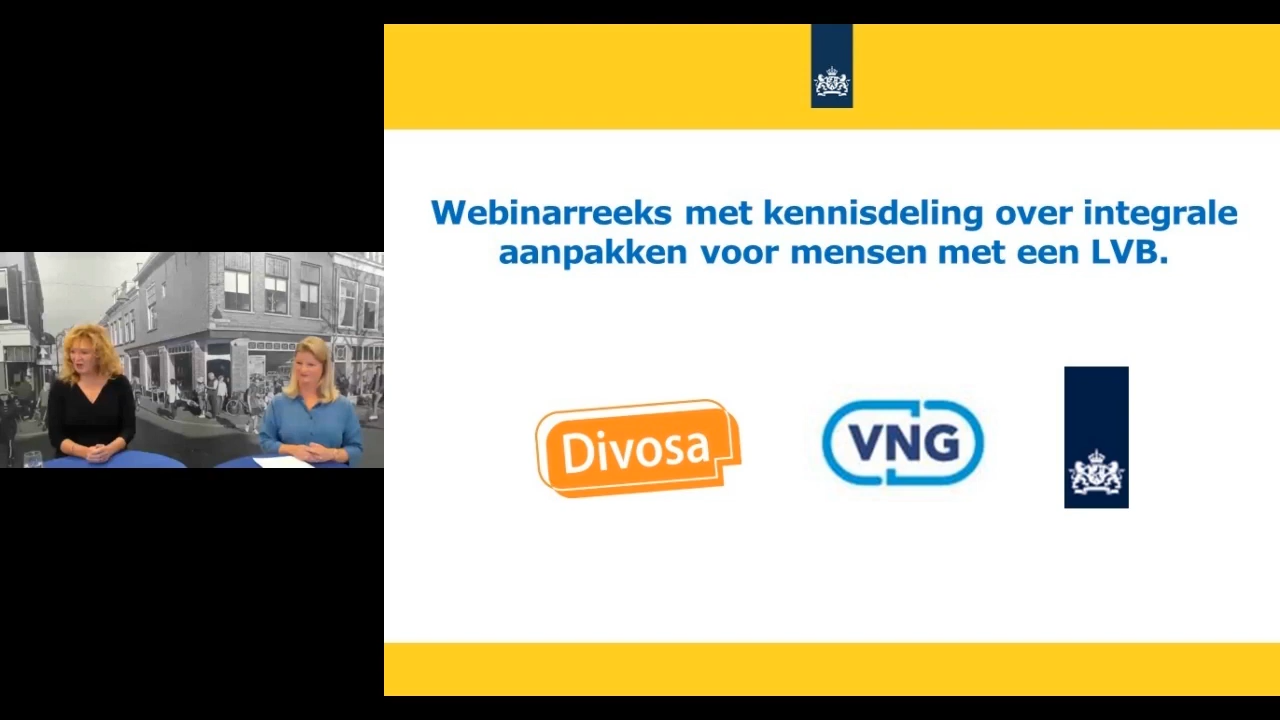 Webinarreeks met kennisdeling over integrale
aanpakken voor mensen met een LVB.
Divosa
VNG